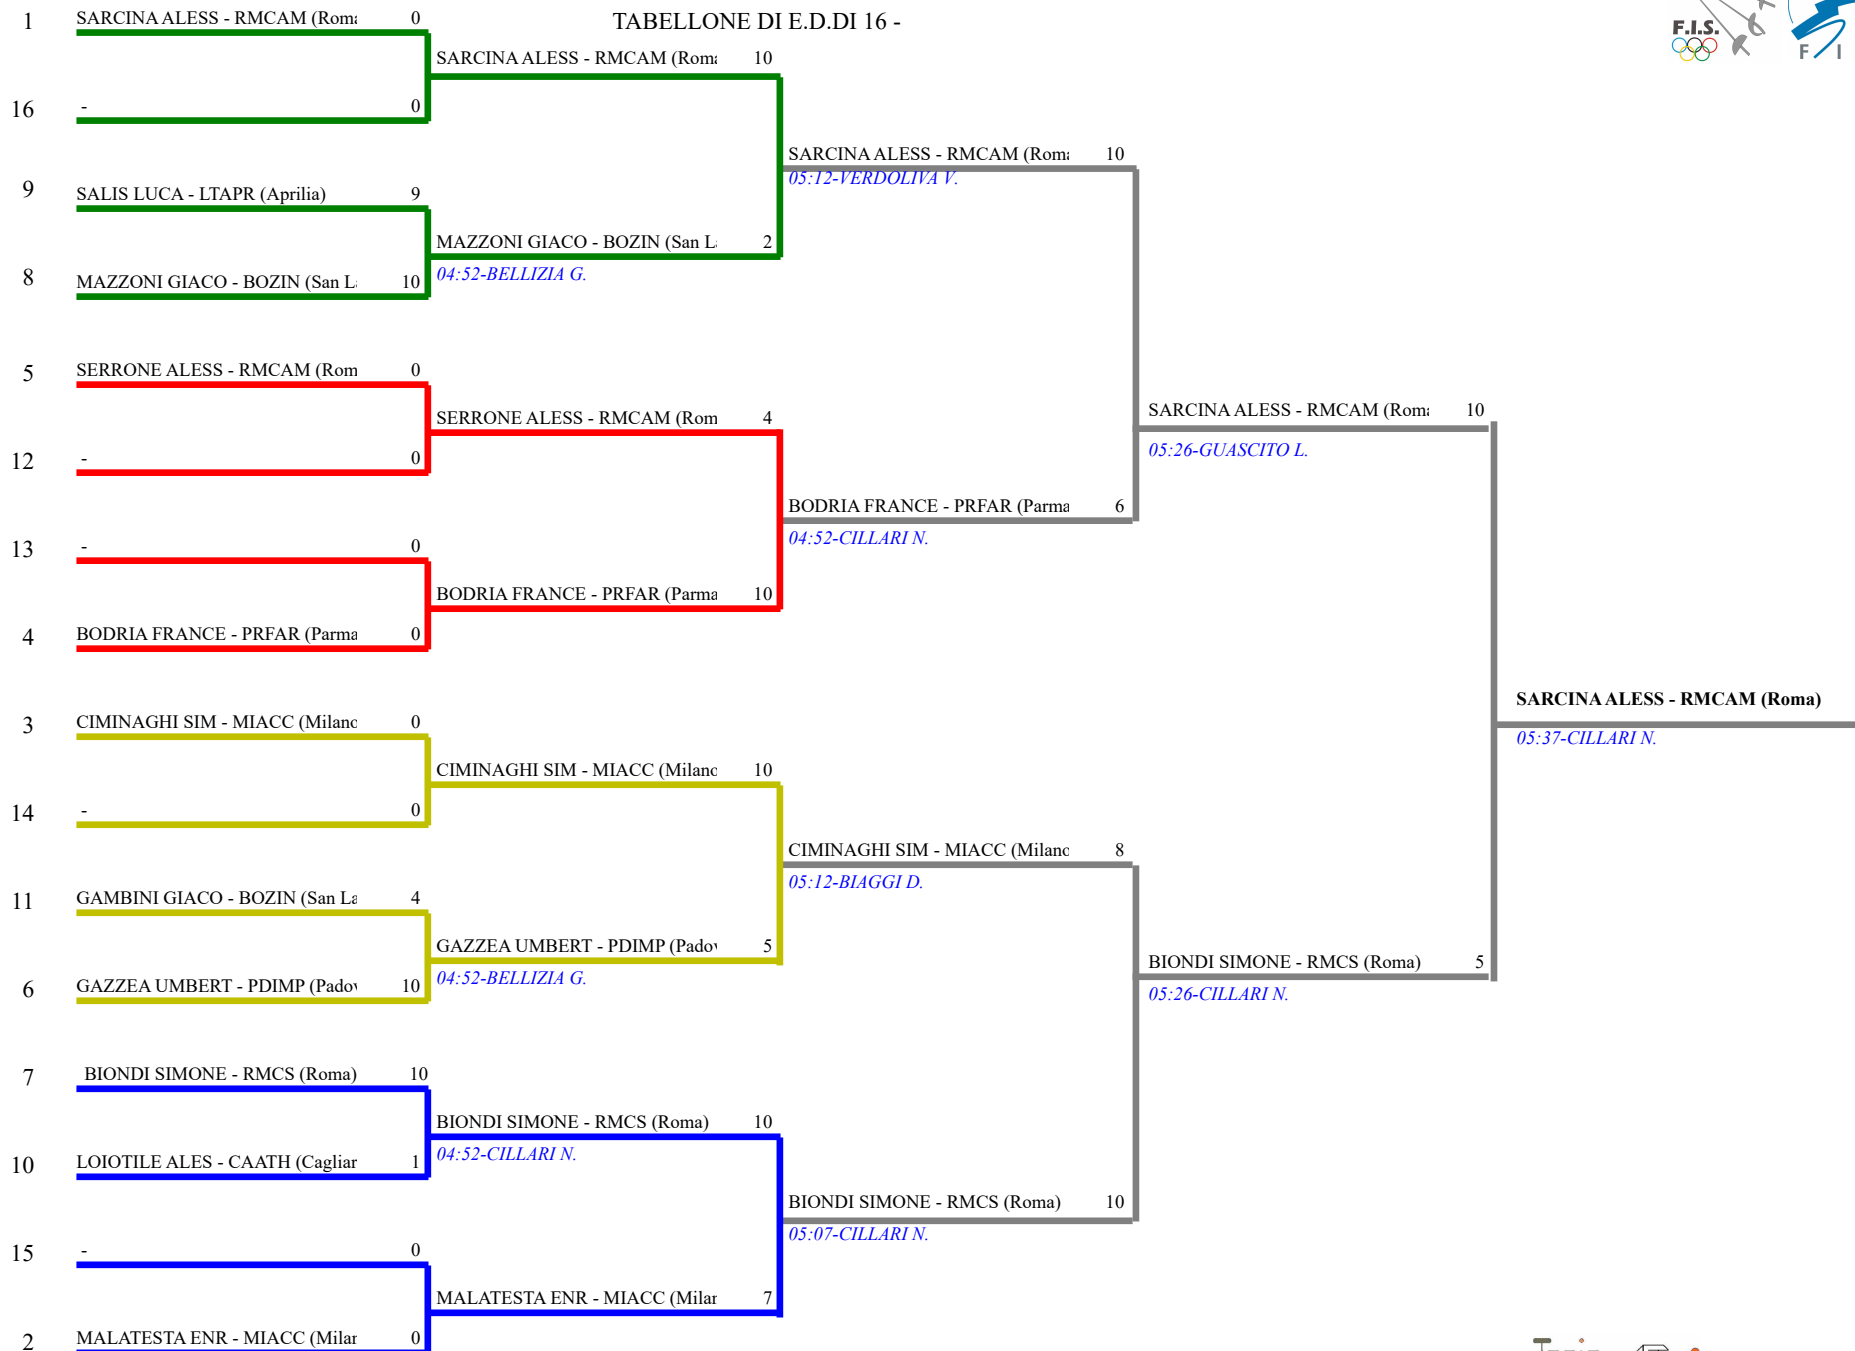 TABELLONE DI E.D.DI 16 -
F.I.S.
F I
1 SARCINA ALESS - RMCAM (Roma 0
SARCINA ALESS - RMCAM (Roma 10
16 - 0
SARCINA ALESS - RMCAM (Roma 10
05:12-VERDOLIVA V.
9 SALIS LUCA - LTAPR (Aprilia) 9
MAZZONI GIACO - BOZIN (San La 2
04:52-BELLIZIA G.
8 MAZZONI GIACO - BOZIN (San La 10
5 SERRONE ALESS - RMCAM (Rom 0
SERRONE ALESS - RMCAM (Rom 4
SARCINA ALESS - RMCAM (Roma 10
05:26-GUASCITO L.
12 - 0
BODRIA FRANCE - PRFAR (Parma 6
04:52-CILLARI N.
13 - 0
BODRIA FRANCE - PRFAR (Parma 10
4 BODRIA FRANCE - PRFAR (Parma 0
SARCINA ALESS - RMCAM (Roma)
05:37-CILLARI N.
3 CIMINAGHI SIM - MIACC (Milano 0
CIMINAGHI SIM - MIACC (Milano 10
14 - 0
CIMINAGHI SIM - MIACC (Milano 8
05:12-BIAGGI D.
11 GAMBINI GIACO - BOZIN (San La 4
GAZZEA UMBERT - PDIMP (Padov 5
04:52-BELLIZIA G.
BIONDI SIMONE - RMCS (Roma) 5
05:26-CILLARI N.
6 GAZZEA UMBERT - PDIMP (Padov 10
7 BIONDI SIMONE - RMCS (Roma) 10
BIONDI SIMONE - RMCS (Roma) 10
04:52-CILLARI N.
10 LOIOTILE ALES - CAATH (Cagliar 1
BIONDI SIMONE - RMCS (Roma) 10
05:07-CILLARI N.
15 - 0
MALATESTA ENR - MIACC (Milar 7
2 MALATESTA ENR - MIACC (Milar 0